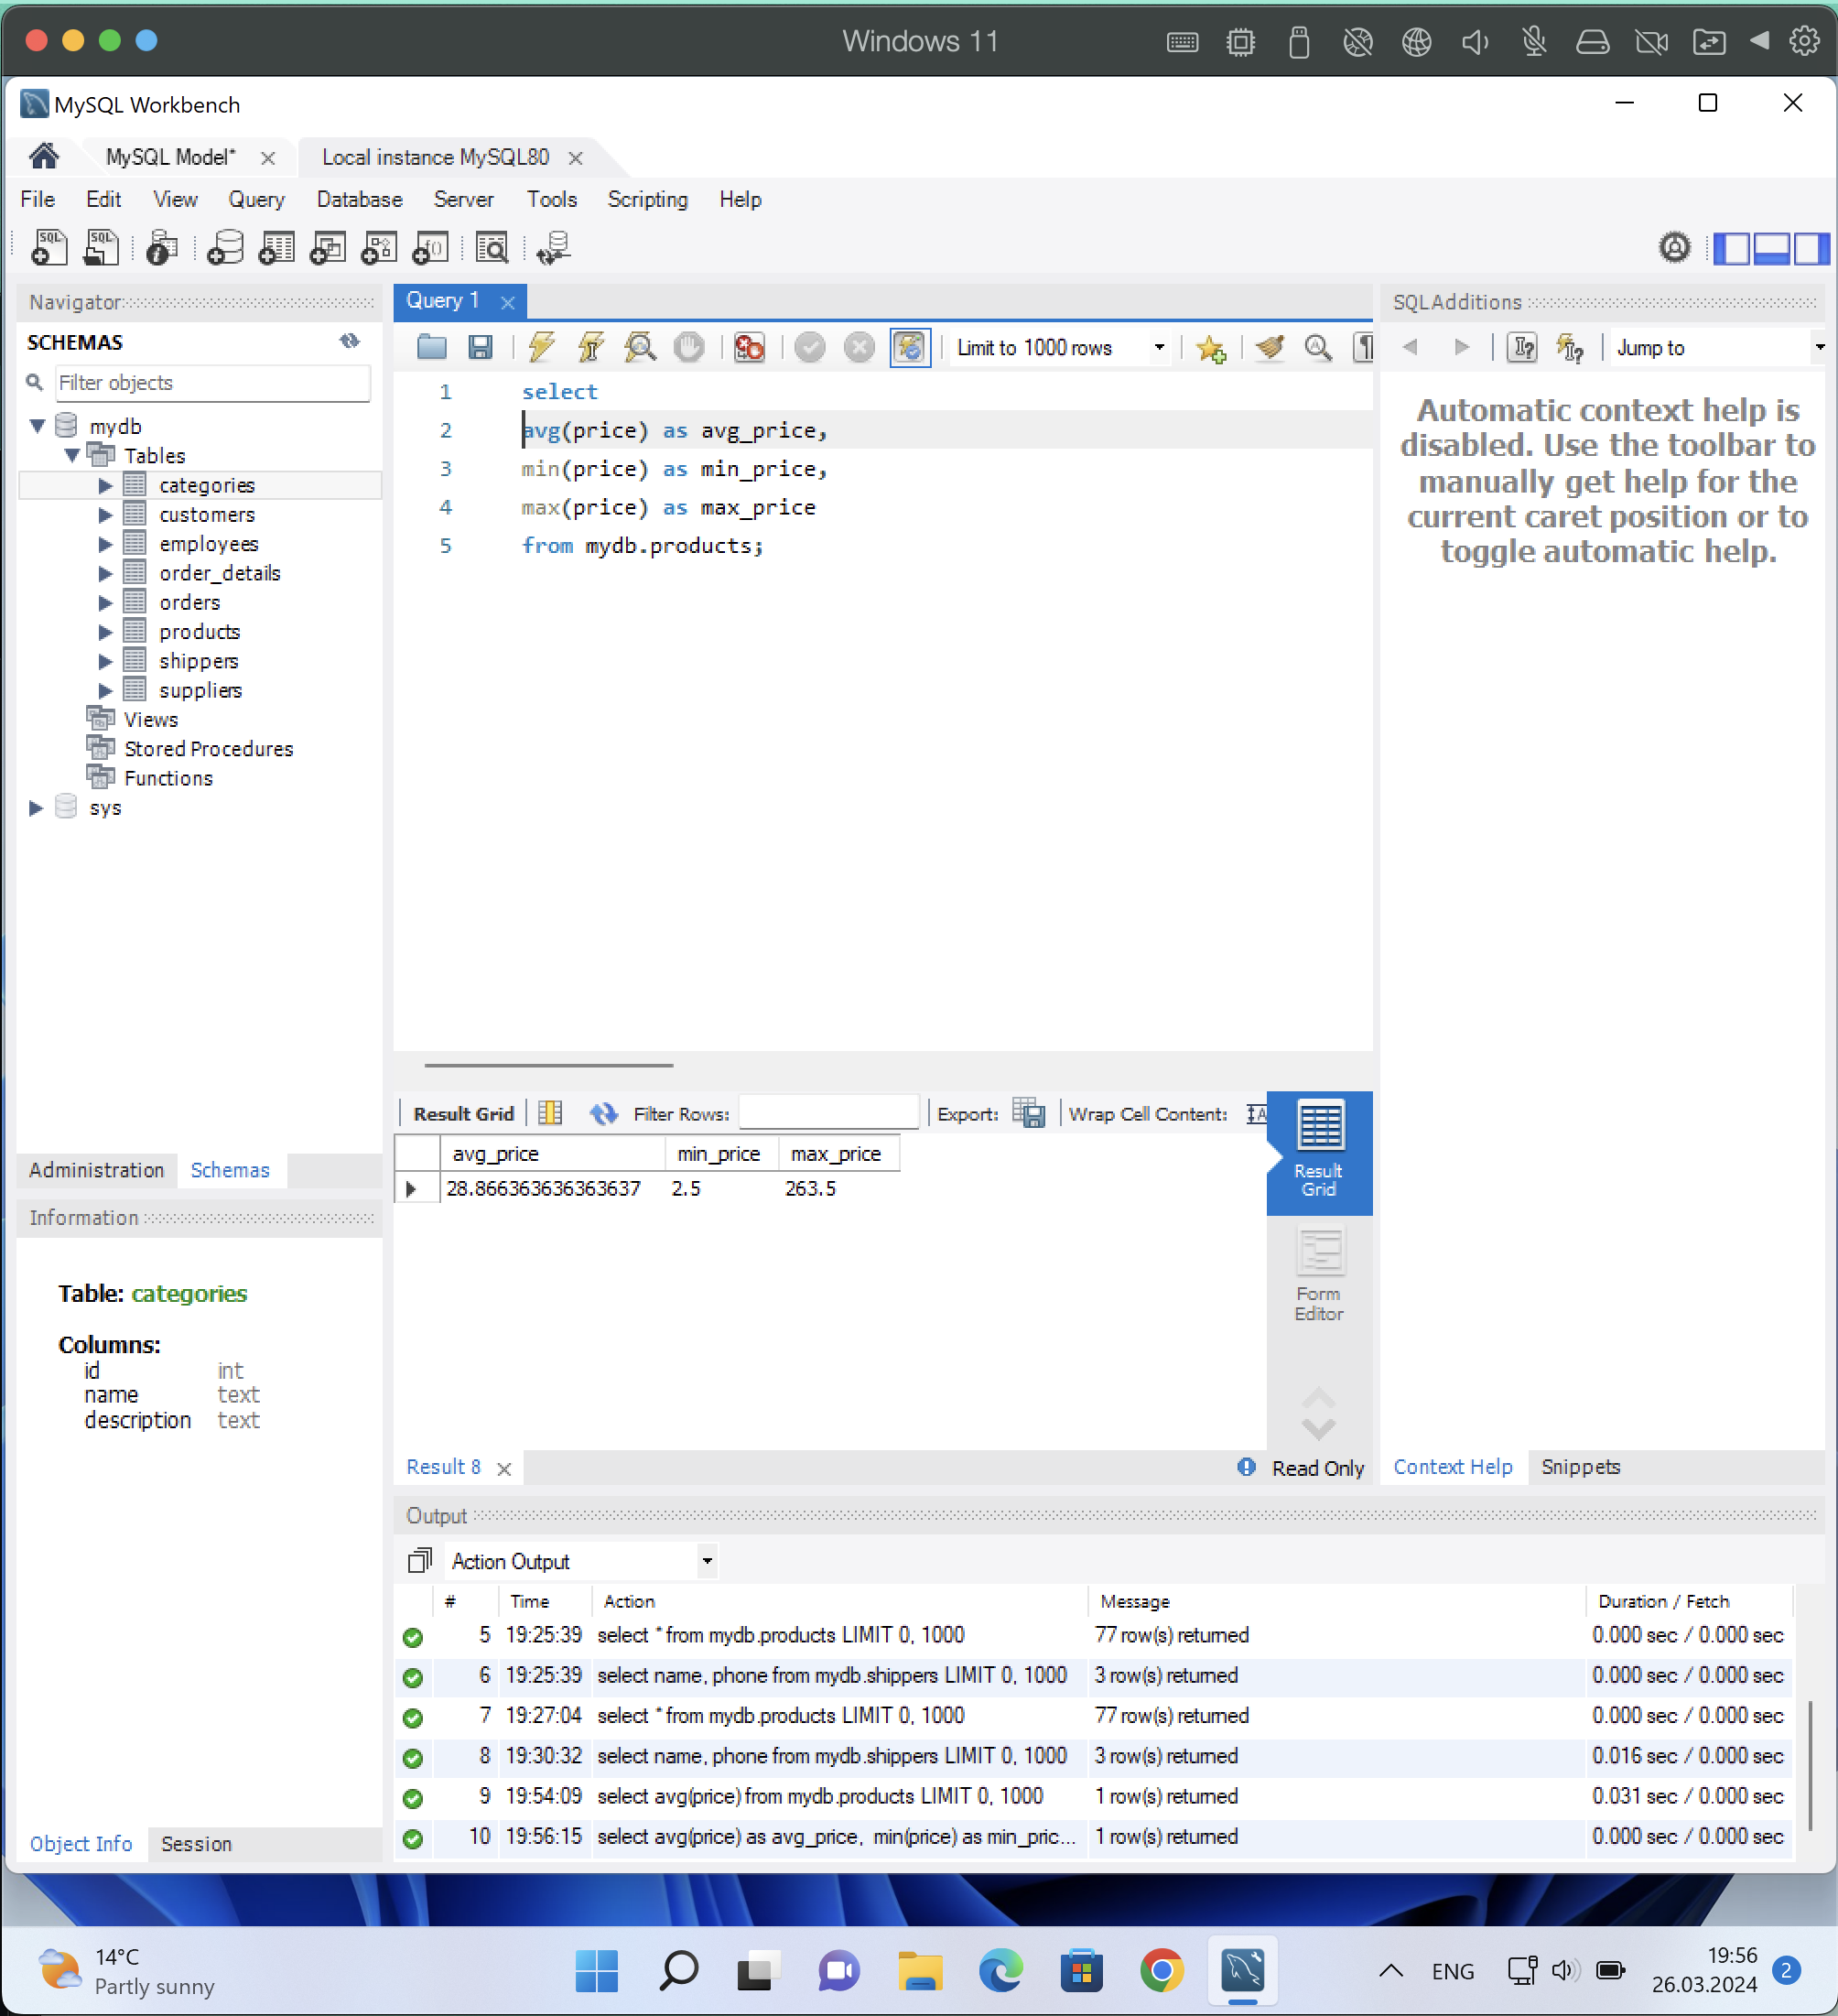 Windows 11
MySQL Workbench
MySQL Model*
Local instance MySQL80
File Edit View Query Database Server Tools Scripting Help
Navigator
SCHEMAS
Filter objects
mydb
Tables
categories
customers
employees
order_details
orders
products
shippers
suppliers
Views
Stored Procedures
Functions
sys
Administration Schemas
Information
Table: categories
Columns:
id int
name text
description text
Object Info Session
Query 1
Limit to 1000 rows
1 select
2 avg(price) as avg_price,
3 min(price) as min_price,
4 max(price) as max_price
5 from mydb.products;
Result Grid Filter Rows: Export: Wrap Cell Content:
avg_price min_price max_price
28.866363636363637 2.5 263.5
Result
Grid
Form
Editor
Result 8
Read Only
SQLAdditions
Jump to
Automatic context help is
disabled. Use the toolbar to
manually get help for the
current caret position or to
toggle automatic help.
Context Help Snippets
Output
Action Output
# Time Action Message Duration / Fetch
5 19:25:39 select * from mydb.products LIMIT 0, 1000 77 row(s) returned 0.000 sec / 0.000 sec
6 19:25:39 select name, phone from mydb.shippers LIMIT 0, 1000 3 row(s) returned 0.000 sec / 0.000 sec
7 19:27:04 select * from mydb.products LIMIT 0, 1000 77 row(s) returned 0.000 sec / 0.000 sec
8 19:30:32 select name, phone from mydb.shippers LIMIT 0, 1000 3 row(s) returned 0.016 sec / 0.000 sec
9 19:54:09 select avg(price) from mydb.products LIMIT 0, 1000 1 row(s) returned 0.031 sec / 0.000 sec
10 19:56:15 select avg(price) as avg_price, min(price) as min_pric... 1 row(s) returned 0.000 sec / 0.000 sec
14°C
Partly sunny
ENG
19:56
26.03.2024
2